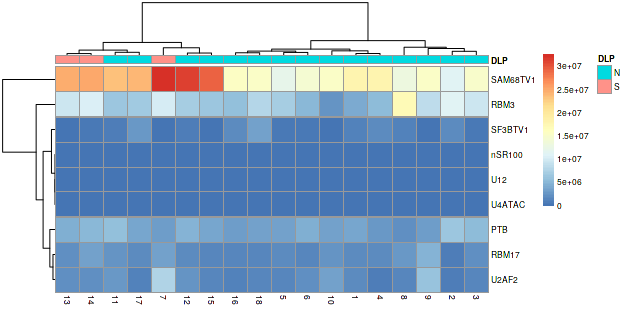 DLP
SAM68TV1
RBM3
SF3BTV1
nSR100
U12
U4ATAC
PTB
RBM17
U2AF2
13 14 11 17 7 12 15 16 18 5 6 10 1 4 8 9 2 3
3e+07
2.5e+07
2e+07
1.5e+07
1e+07
5e+06
0
DLP
N
S